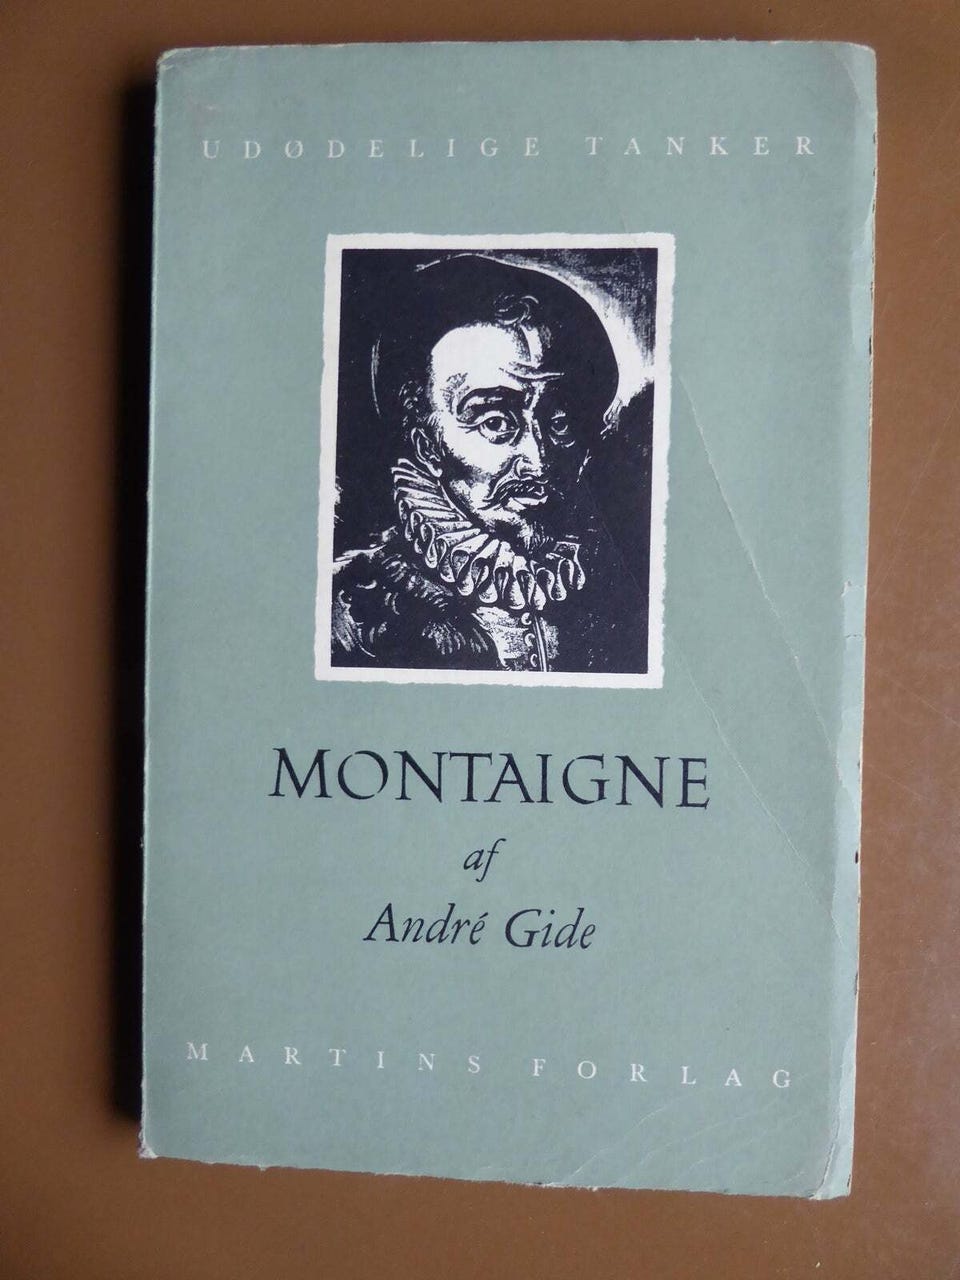 UDØDELIGE TANKER
MONTAIGNE
af
André Gide
MARTINS FORLAG